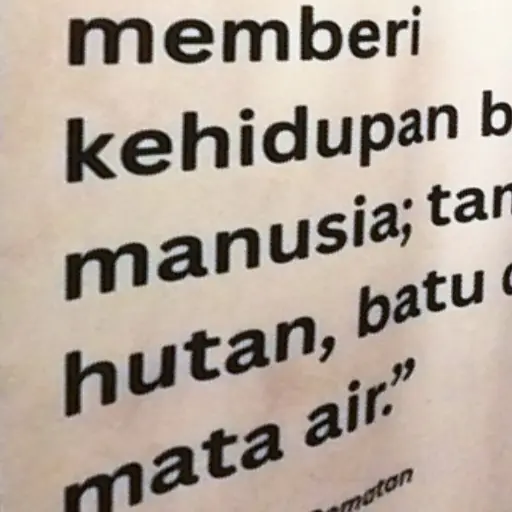 memberi
kehidupan b
manusia; tan
hutan, batu d
mata air.”